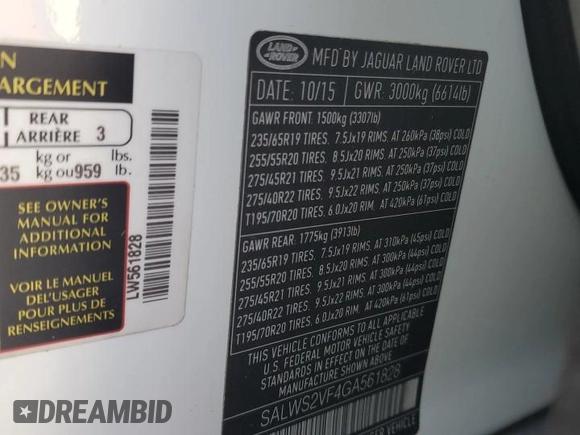 N
ARGEMENT
REAR
ARRIÈRE 3
kg or lbs.
35 kg ou 959 lb.
SEE OWNER'S
MANUAL FOR
ADDITIONAL
INFORMATION
VOIR LE MANUEL
DEL'USAGER
POUR PLUS DE
RENSEIGNEMENTS
LW561828
LAND
ROVER
MFD BY JAGUAR LAND ROVER LTD
DATE: 10/15 GWR: 3000kg (6614lb)
GAWR FRONT: 1500kg (3307lb)
235/65R19 TIRES. 7.5Jx19 RIMS. AT 260kPa (38psi) COLD
255/55R20 TIRES. 8.5Jx20 RIMS. AT 250kPa (37psi) COLD
275/45R21 TIRES. 9.5Jx21 RIMS. AT 250kPa (37psi) COLD
275/40R22 TIRES. 9.5Jx22 RIMS. AT 250kPa (37psi) COLD
T195/70R20 TIRES. 6.0Jx20 RIMS. AT 420kPa (61psi) COLD
GAWR REAR: 1775kg (3913lb)
235/65R19 TIRES. 7.5Jx19 RIMS. AT 310kPa (45psi) COLD
255/55R20 TIRES. 8.5Jx20 RIMS. AT 300kPa (44psi) COLD
275/45R21 TIRES. 9.5Jx21 RIMS. AT 300kPa (44psi) COLD
275/40R22 TIRES. 9.5Jx22 RIMS. AT 300kPa (44psi) COLD
T195/70R20 TIRES. 6.0Jx20 RIMS. AT 420kPa (61psi) COLD
THIS VEHICLE CONFORMS TO ALL APPLICABLE
U.S. FEDERAL MOTOR VEHICLE SAFETY
STANDARDS IN EFFECT ON THE DATE OF
MANUFACTURE SHOWN ABOVE.
SALWS2VF4GA561828
PASSENGER VEHICLE
DREAMBID